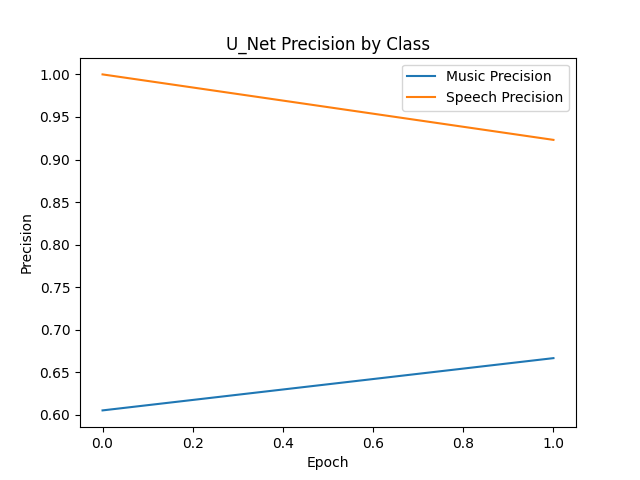 U_Net Precision by Class
Music Precision
Speech Precision
1.00
0.95
0.90
0.85
0.80
0.75
0.70
0.65
0.60
Precision
0.0 0.2 0.4 0.6 0.8 1.0
Epoch